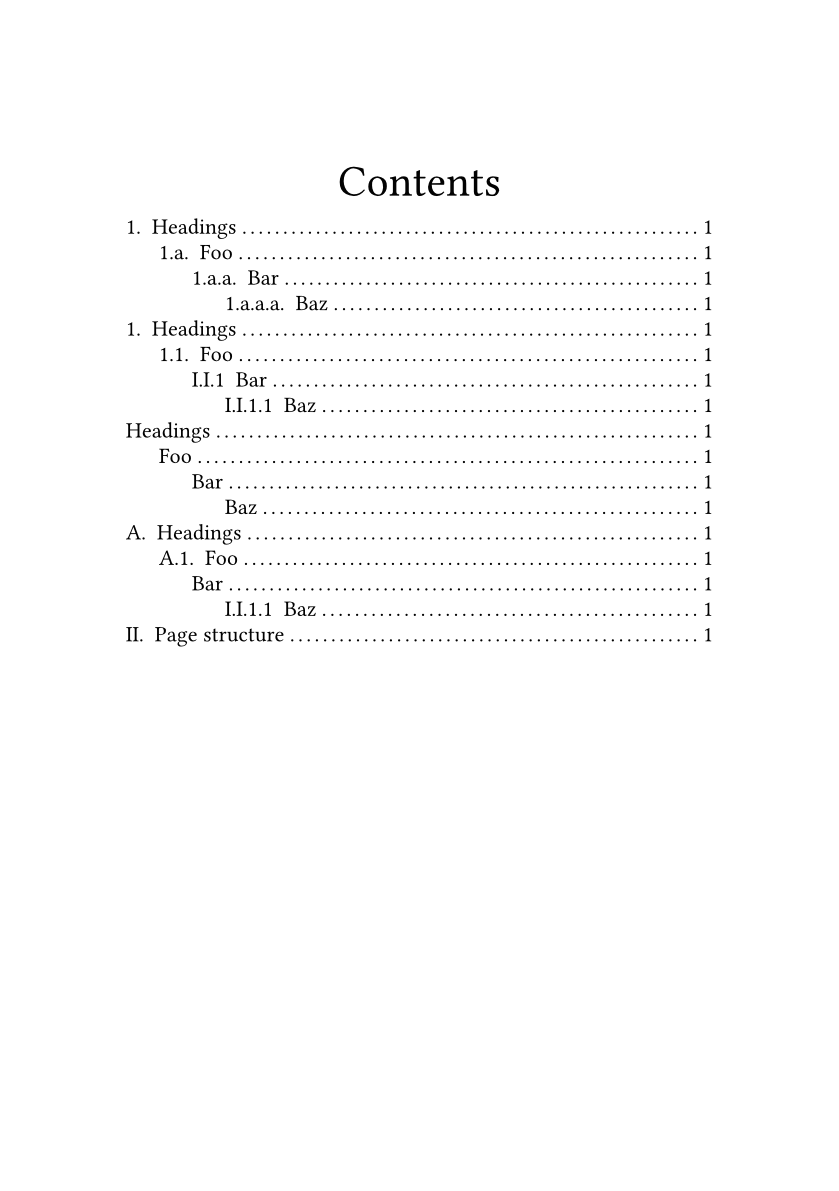 Contents
1. Headings ........................................................ 1
1.a. Foo ........................................................ 1
1.a.a. Bar ................................................... 1
1.a.a.a. Baz ............................................. 1
1. Headings ........................................................ 1
1.1. Foo ........................................................ 1
I.I.1 Bar ..................................................... 1
I.I.1.1 Baz ............................................... 1
Headings ........................................................... 1
Foo ............................................................. 1
Bar .......................................................... 1
Baz ...................................................... 1
A. Headings ....................................................... 1
A.1. Foo ........................................................ 1
Bar .......................................................... 1
I.I.1.1 Baz ............................................... 1
II. Page structure .................................................. 1